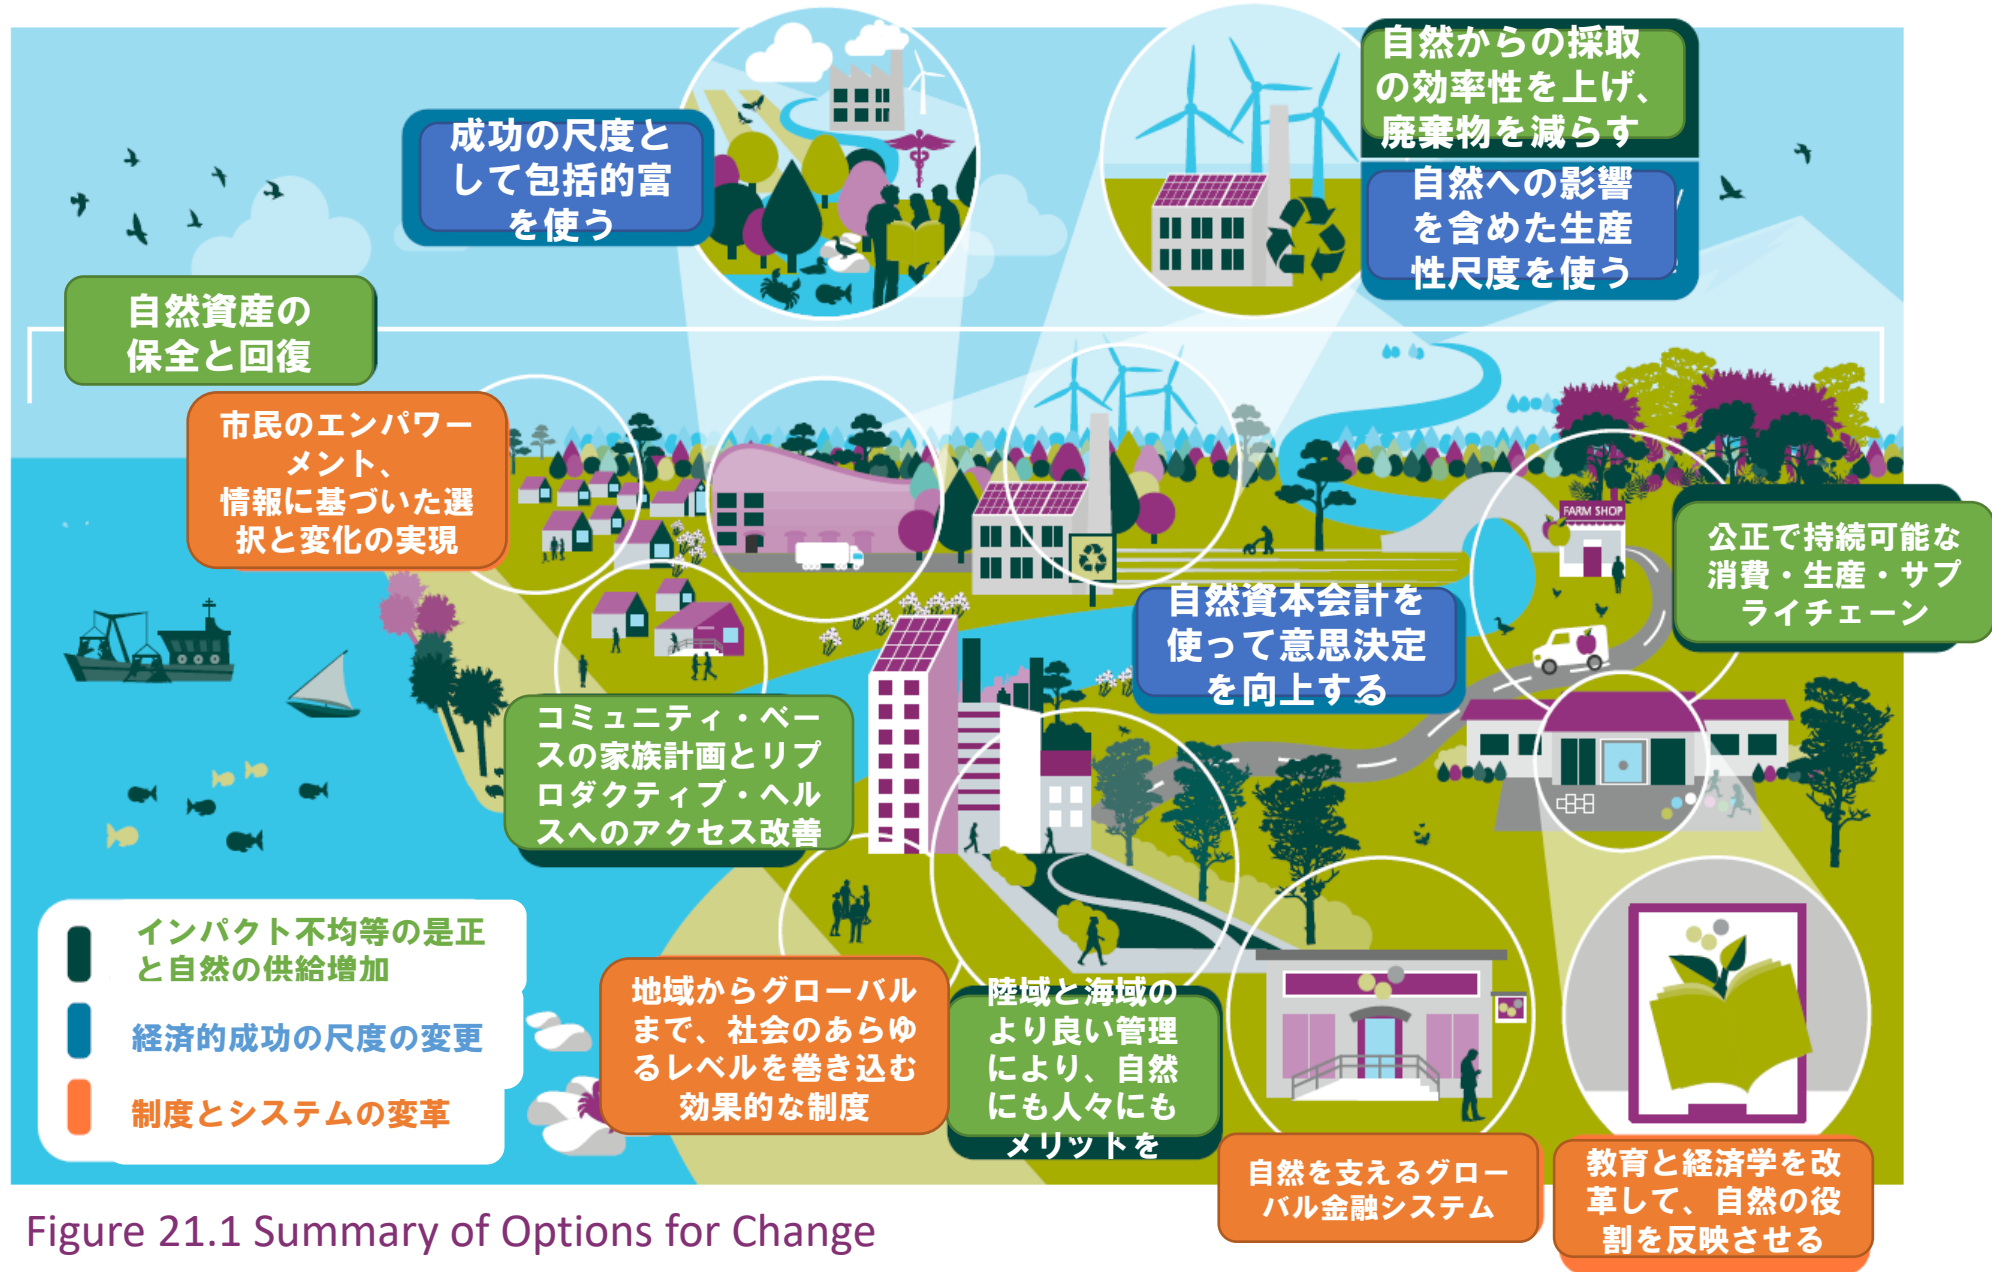 自然からの採取
の効率性を上げ、
廃棄物を減らす
成功の尺度と
して包括的富
を使う
自然への影響
を含めた生産
性尺度を使う
自然資産の
保全と回復
市民のエンパワー
メント、
情報に基づいた選
択と変化の実現
FARM SHOP
公正で持続可能な
消費・生産・サプ
ライチェーン
自然資本会計を
使って意思決定
を向上する
コミュニティ・ベー
スの家族計画とリプ
ロダクティブ・ヘル
スへのアクセス改善
インパクト不均等の是正
と自然の供給増加
経済的成功の尺度の変更
制度とシステムの変革
地域からグローバル
まで、社会のあらゆ
るレベルを巻き込む
効果的な制度
陸域と海域の
より良い管理
により、自然
にも人々にも
メリットを
自然を支えるグロー
バル金融システム
教育と経済学を改
革して、自然の役
割を反映させる
Figure 21.1 Summary of Options for Change